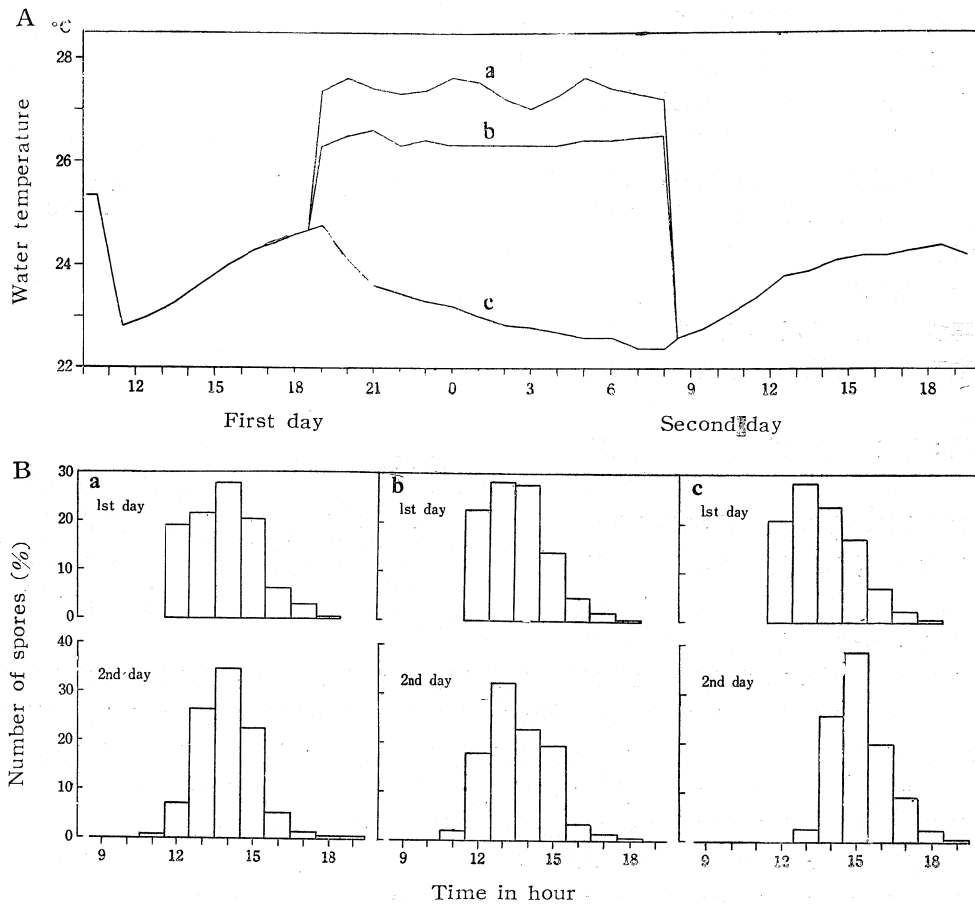 A
°C
28
26
24
22
Water temperature
a
b
c
12 15 18 21 0 3 6 9 12 15 18
First day Second day
B
Number of spores (%)
30
20
10
0
a
1st day
b
1st day
c
1st day
40
30
20
10
0
2nd day
2nd day
2nd day
9 12 15 18
9 12 15 18
9 12 15 18
Time in hour